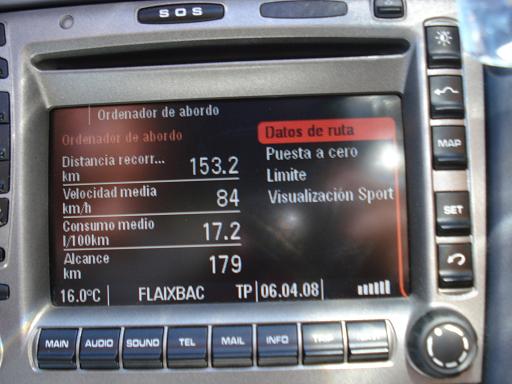 SOS
Ordenador de abordo
Ordenador de abordo
Distancia recorr... 153.2
km
Velocidad media 84
km/h
Consumo medio 17.2
l/100km
Alcance 179
km
Datos de ruta
Puesta a cero
Límite
Visualización Sport
16.0°C FLAIXBAC TP 06.04.08
MAP
SET
MAIN AUDIO SOUND TEL MAIL INFO TRIP NAVI